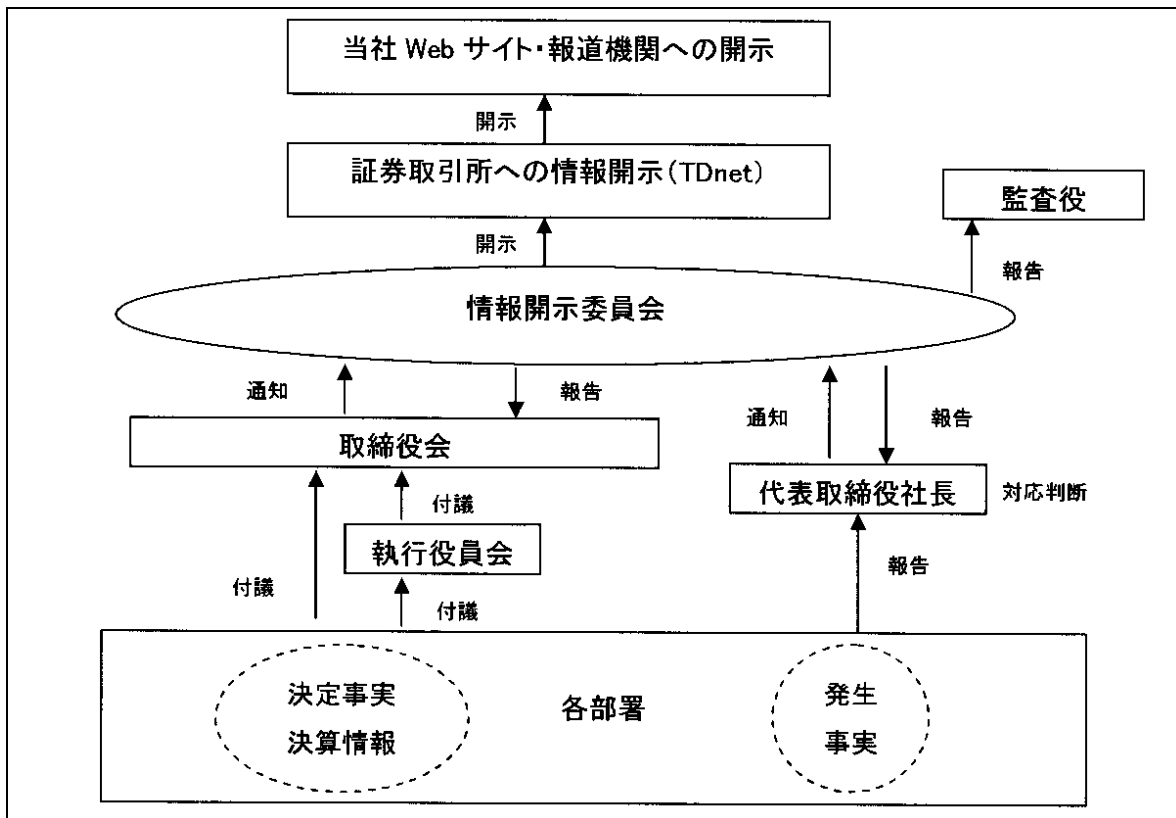 当社 Web サイト・報道機関への開示
開示
証券取引所への情報開示(TDnet)
監査役
開示
報告
情報開示委員会
通知
報告
通知
報告
取締役会
代表取締役社長
対応判断
付議
執行役員会
報告
付議
付議
決定事実
決算情報
各部署
発生
事実